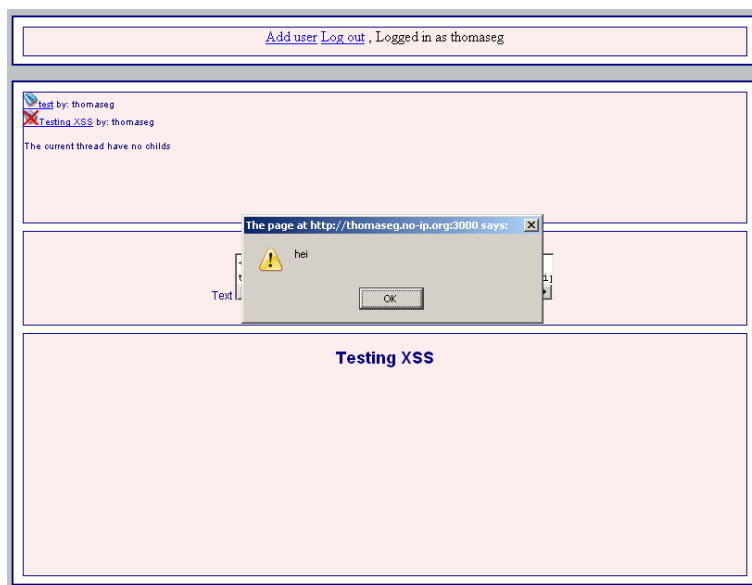 Add user Log out , Logged in as thomaseg
test by: thomaseg
Testing XSS by: thomaseg
The current thread have no childs
The page at http://thomaseg.no-ip.org:3000 says:
hei
Text
OK
Testing XSS